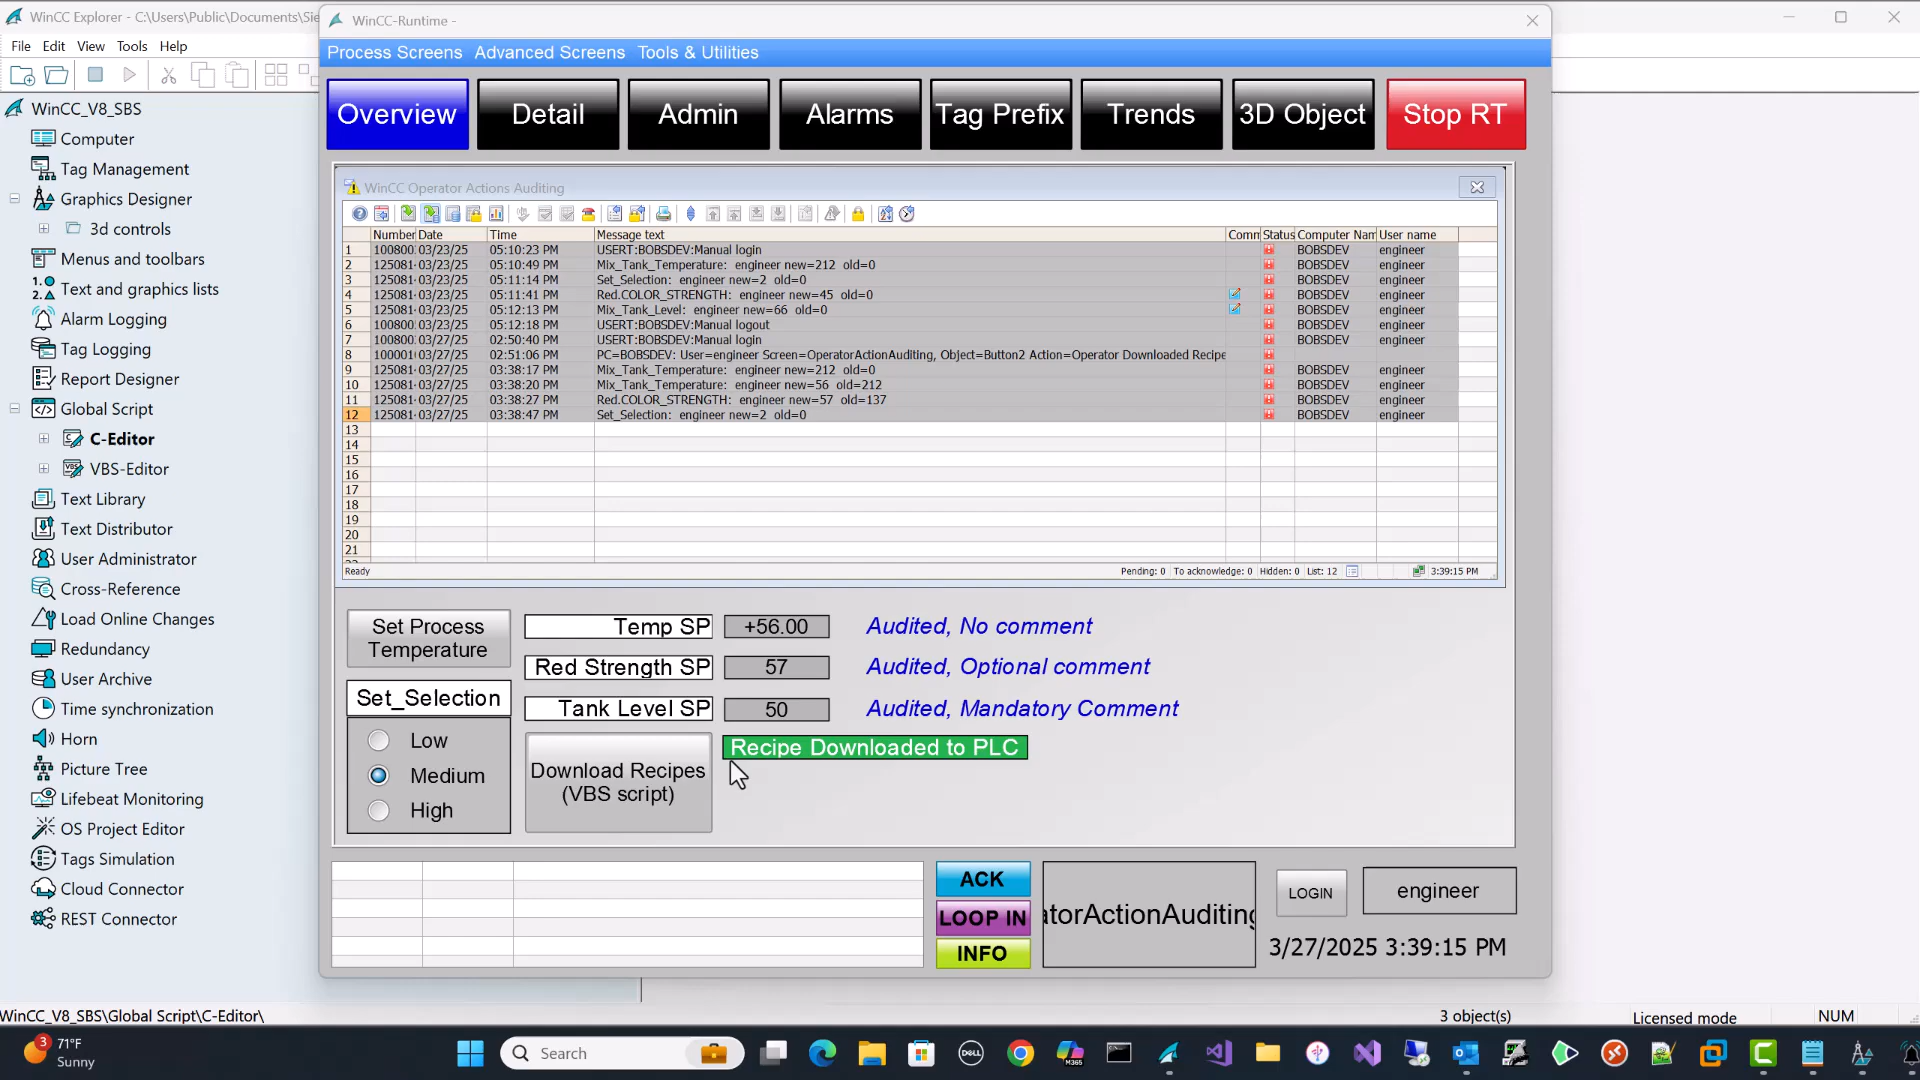 WinCC Explorer - C:\Users\Public\Documents\Sie
File Edit View Tools Help
WinCC_V8_SBS
Computer
Tag Management
Graphics Designer
3d controls
Menus and toolbars
Text and graphics lists
Alarm Logging
Tag Logging
Report Designer
Global Script
C-Editor
VBS-Editor
Text Library
Text Distributor
User Administrator
Cross-Reference
Load Online Changes
Redundancy
User Archive
Time synchronization
Horn
Picture Tree
Lifebeat Monitoring
OS Project Editor
Tags Simulation
Cloud Connector
REST Connector
WinCC-Runtime -
Process Screens Advanced Screens Tools & Utilities
Overview Detail Admin Alarms Tag Prefix Trends 3D Object Stop RT
WinCC Operator Actions Auditing
Number Date Time Message text Comm Status Computer Nam User name
1 100800 03/23/25 05:10:23 PM USERT:BOBSDEV:Manual login BOBSDEV engineer
2 125081 03/23/25 05:10:49 PM Mix_Tank_Temperature: engineer new=212 old=0 BOBSDEV engineer
3 125081 03/23/25 05:11:14 PM Set_Selection: engineer new=2 old=0 BOBSDEV engineer
4 125081 03/23/25 05:11:41 PM Red.COLOR_STRENGTH: engineer new=45 old=0 BOBSDEV engineer
5 125081 03/23/25 05:12:13 PM Mix_Tank_Level: engineer new=66 old=0 BOBSDEV engineer
6 100800 03/23/25 05:12:18 PM USERT:BOBSDEV:Manual logout BOBSDEV engineer
7 100800 03/27/25 02:50:40 PM USERT:BOBSDEV:Manual login BOBSDEV engineer
8 100001 03/27/25 02:51:06 PM PC=BOBSDEV: User=engineer Screen=OperatorActionAuditing, Object=Button2 Action=Operator Downloaded Recipe
9 125081 03/27/25 03:38:17 PM Mix_Tank_Temperature: engineer new=212 old=0 BOBSDEV engineer
10 125081 03/27/25 03:38:20 PM Mix_Tank_Temperature: engineer new=56 old=212 BOBSDEV engineer
11 125081 03/27/25 03:38:27 PM Red.COLOR_STRENGTH: engineer new=57 old=137 BOBSDEV engineer
12 125081 03/27/25 03:38:47 PM Set_Selection: engineer new=2 old=0 BOBSDEV engineer
13
14
15
16
17
18
19
20
21
Ready Pending: 0 To acknowledge: 0 Hidden: 0 List: 12 3:39:15 PM
Set Process
Temperature
Temp SP +56.00 Audited, No comment
Red Strength SP 57 Audited, Optional comment
Set_Selection
Tank Level SP 50 Audited, Mandatory Comment
Low
Medium
High
Download Recipes
(VBS script)
Recipe Downloaded to PLC
ACK
LOOP IN
INFO
torActionAuditing
LOGIN
engineer
3/27/2025 3:39:15 PM
WinCC_V8_SBS\Global Script\C-Editor\ 3 object(s) Licensed mode NUM
3
71°F
Sunny
Search
DELL
M365